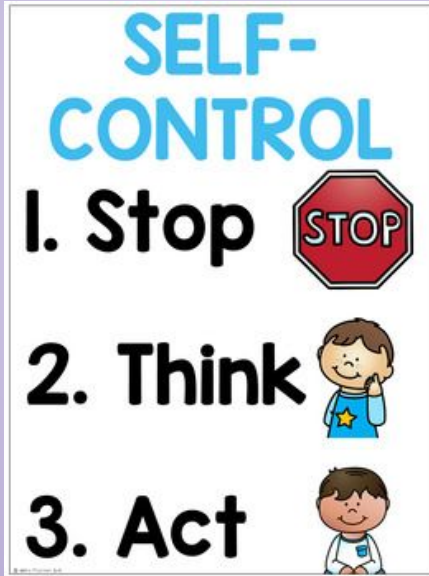 SELF-
CONTROL
1. Stop
STOP
2. Think
3. Act